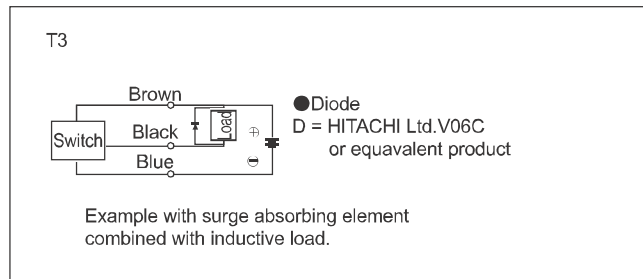 T3
Brown
●Diode
D = HITACHI Ltd.V06C
or equavalent product
Switch
Black
Load
⊕
Blue
⊖
Example with surge absorbing element
combined with inductive load.